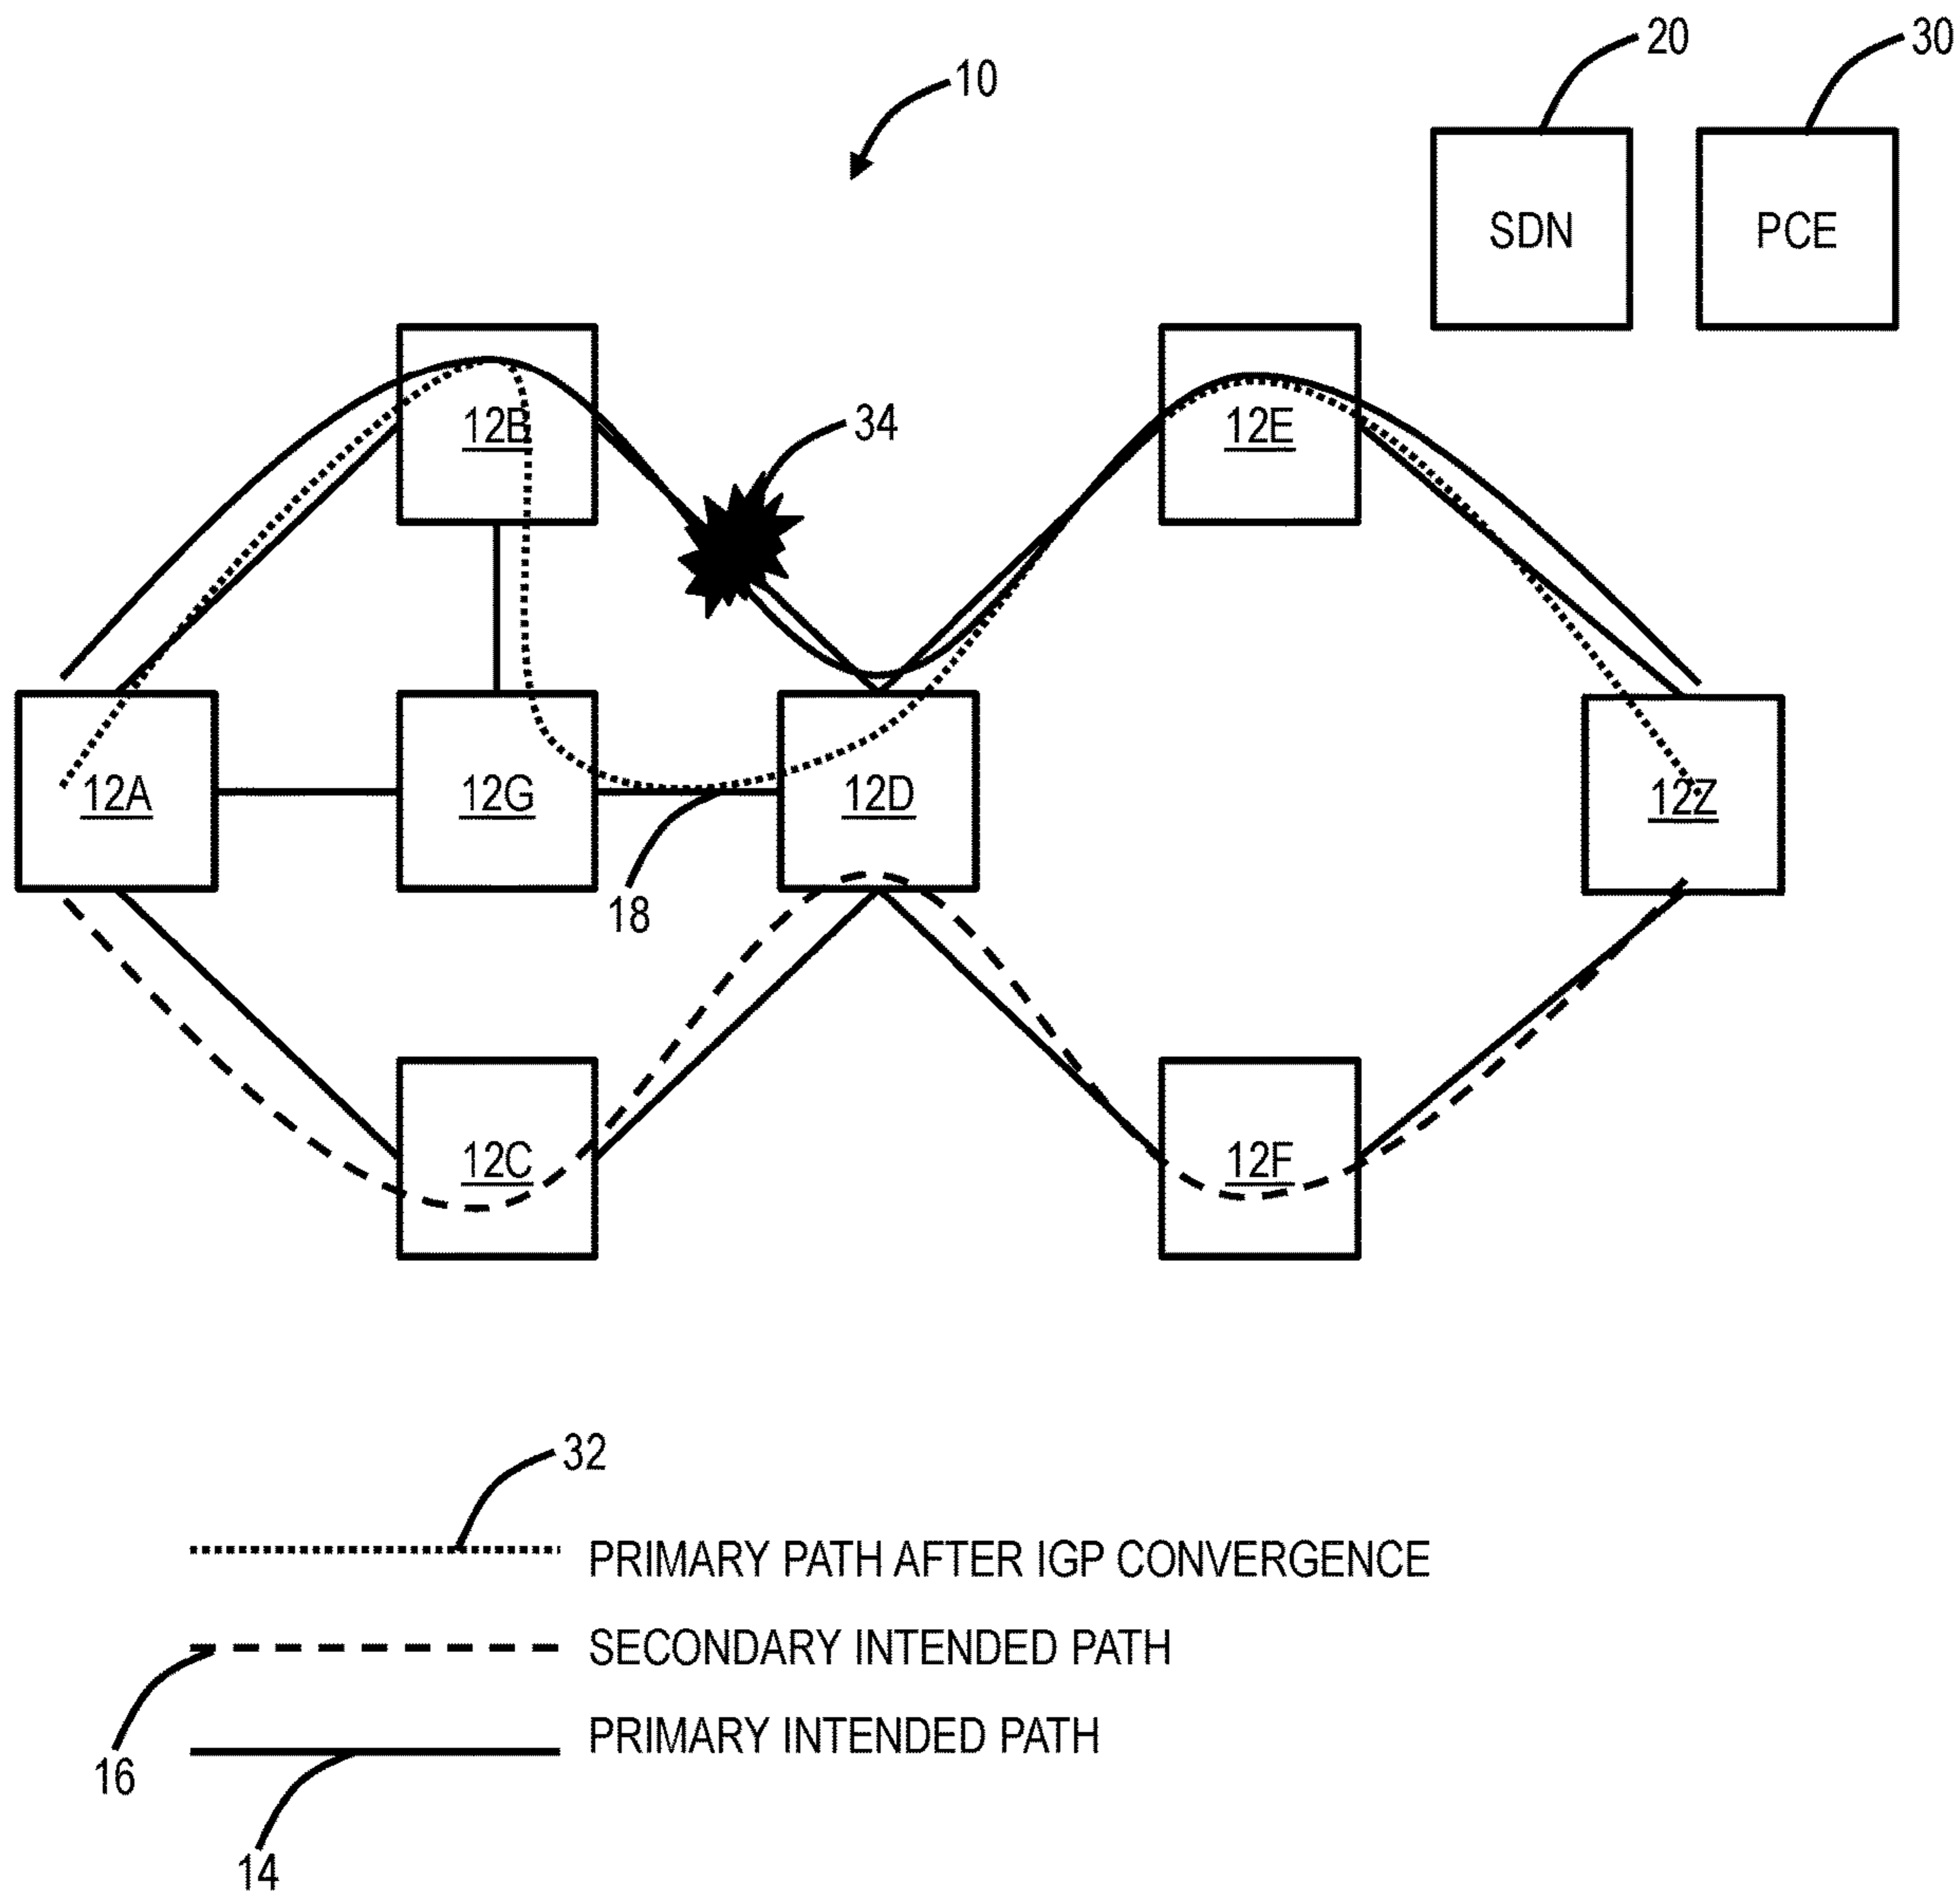 20
30
10
SDN
PCE
34
12B
12E
12A
12G
12D
12Z
18
12C
12F
32
PRIMARY PATH AFTER IGP CONVERGENCE
SECONDARY INTENDED PATH
PRIMARY INTENDED PATH
16
14